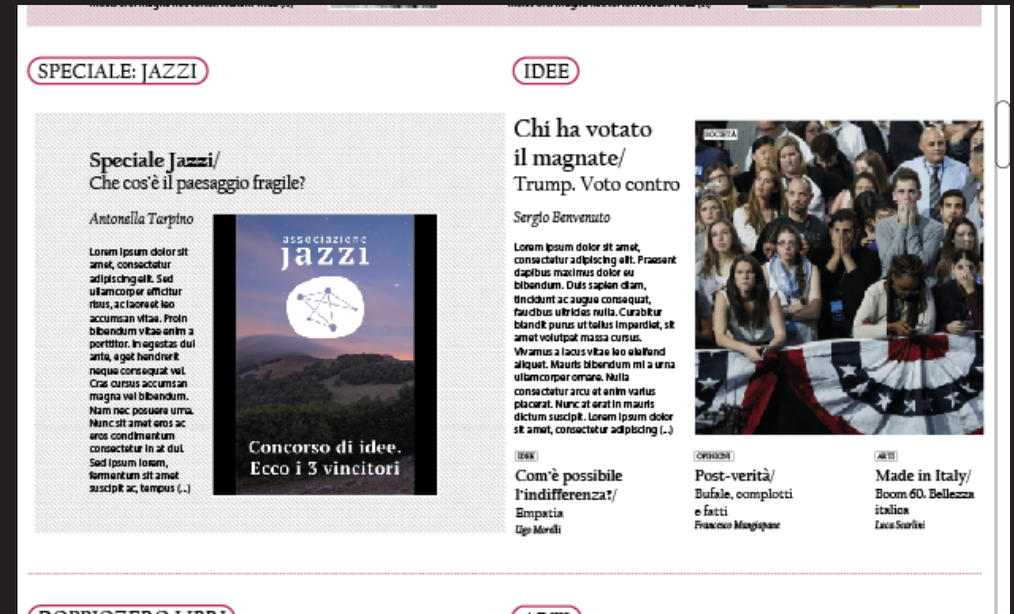 SPECIALE: JAZZI
Speciale Jazzi/
Che cos'è il paesaggio fragile?
Antonella Tarpino
Lorem ipsum dolor sit
amet, consectetur
adipiscing elit. Sed
ullamcorper efficitur
risus, ac laoreet leo
accumsan vitae. Proin
bibendum vitae enim a
porttitor. In egestas dui
ante, eget hendrerit
neque consequat vel.
Cras cursus accumsan
magna vel bibendum.
Nam nec posuere urna.
Nunc sit amet eros ac
eros condimentum
consectetur in at dui.
Sed ipsum lorem,
fermentum sit amet
suscipit ac, tempus (...)
associazione
jazzi
Concorso di idee.
Ecco i 3 vincitori
IDEE
Chi ha votato
il magnate/
Trump. Voto contro
Sergio Benvenuto
Lorem ipsum dolor sit amet,
consectetur adipiscing elit. Praesent
dapibus maximus dolor eu
bibendum. Duis sapien diam,
tincidunt ac augue consequat,
faucibus ultricies nulla. Curabitur
blandit purus ut tellus imperdiet, sit
amet volutpat massa cursus.
Vivamus a lacus vitae leo eleifend
aliquet. Mauris bibendum mi a urna
ullamcorper ornare. Nulla
consectetur arcu et enim varius
placerat. Nunc at erat in mauris
dictum suscipit. Lorem ipsum dolor
sit amet, consectetur adipiscing (...)
SOCIETÀ
IDEE
Com'è possibile
l'indifferenza?/
Empatia
Ugo Morelli
OPINIONI
Post-verità/
Bufale, complotti
e fatti
Francesco Mangiapane
ARTI
Made in Italy/
Boom 60. Bellezza
italica
Luca Scarlini
DOPPIOZERO LIBRI
ARTI